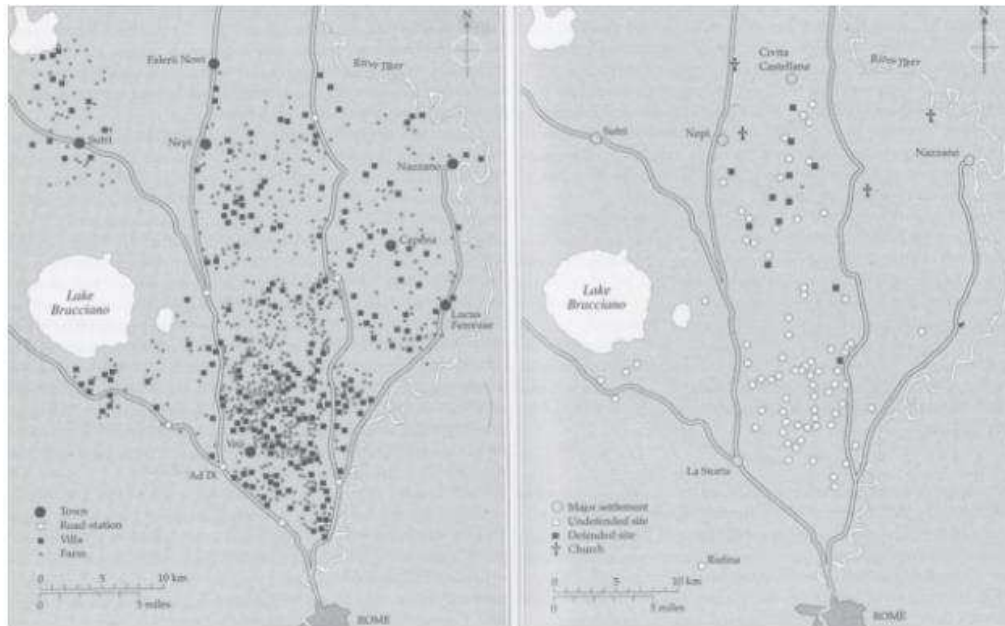 N
Falerii Novi
River Tiber
Sutri
Nepi
Nazzano
Capena
Lake
Bracciano
Lucus
Feroniae
Veii
Ad IX
Town
Road-station
Villa
Farm
0 5 10 km
0 5 miles
ROME
N
Civita
Castellana
River Tiber
Sutri
Nepi
Nazzano
Lake
Bracciano
La Storta
Major settlement
Undefended site
Defended site
Church
0 5 10 km
0 5 miles
ROME